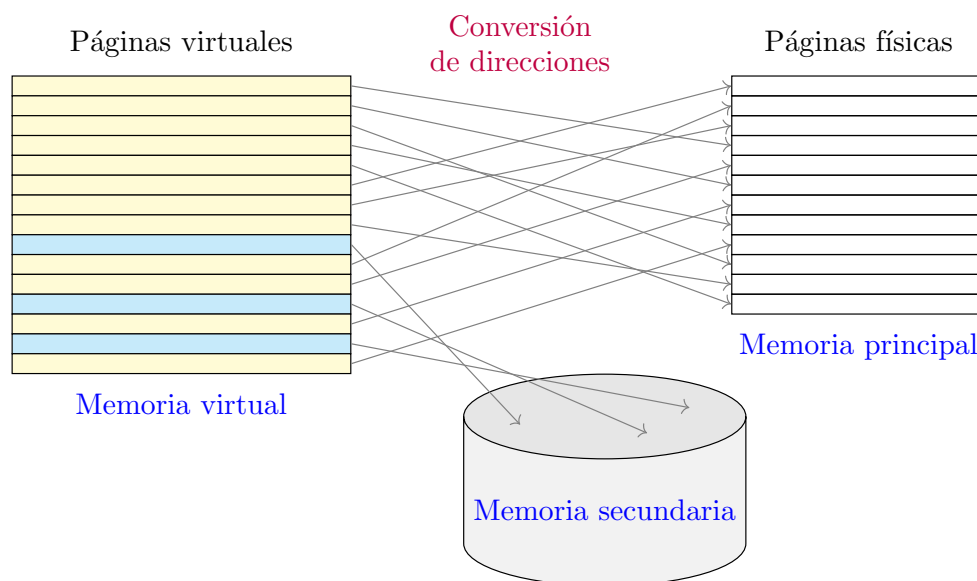 Páginas virtuales
Conversión
de direcciones
Páginas físicas
Memoria virtual
Memoria principal
Memoria secundaria